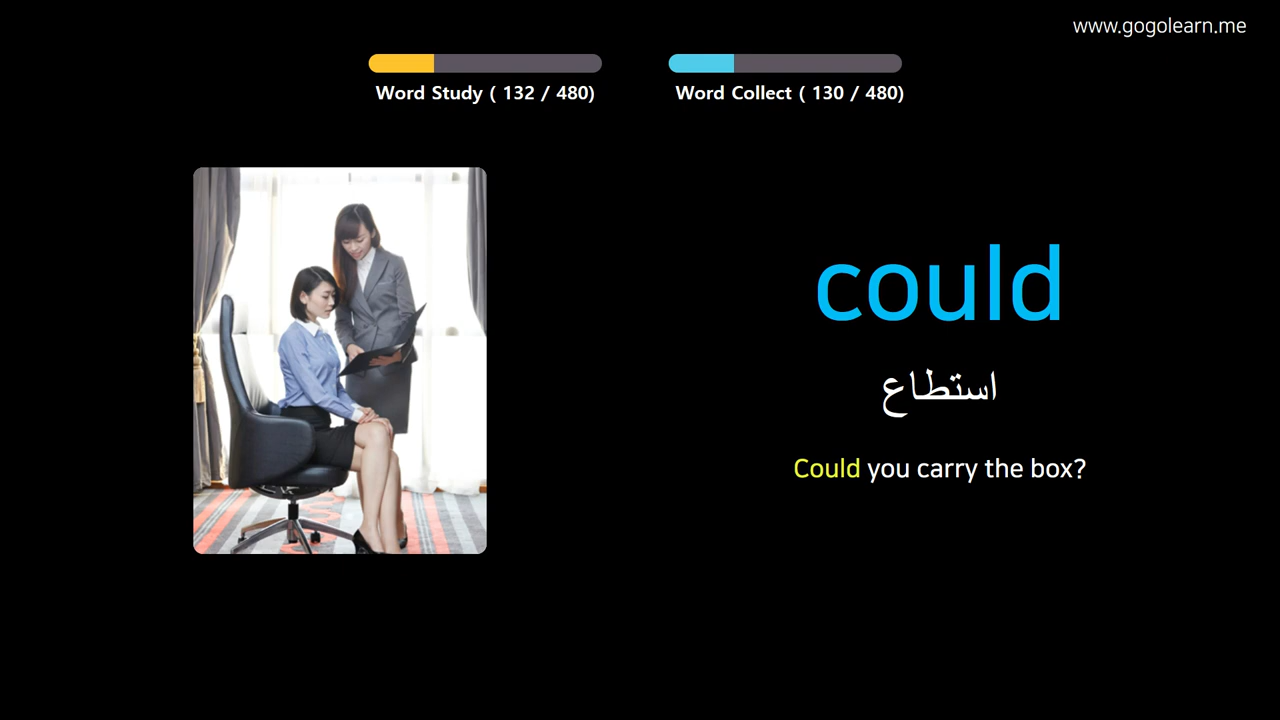 www.gogolearn.me
Word Study ( 132 / 480)
Word Collect ( 130 / 480)
could
استطاع
Could you carry the box?